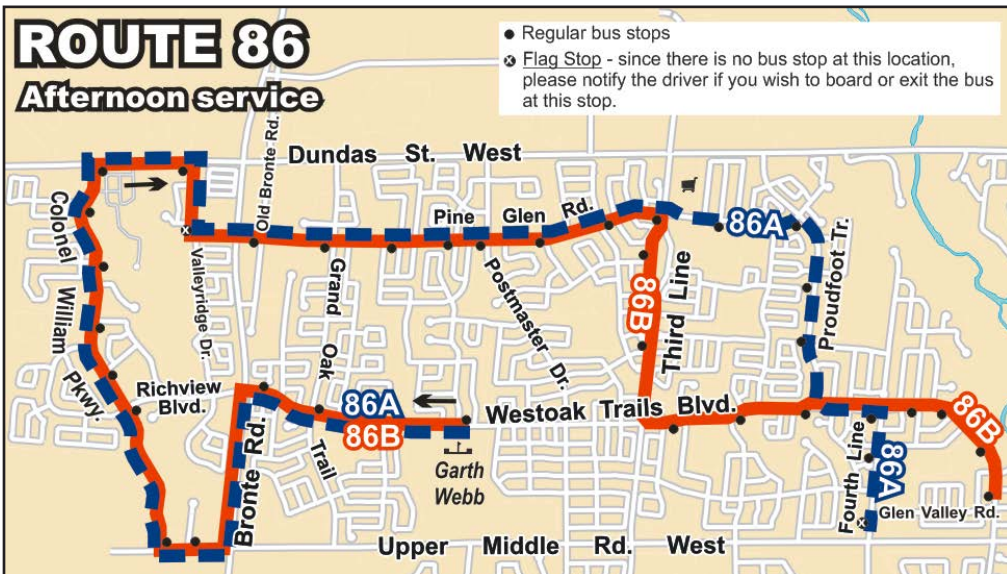 ROUTE 86
Afternoon service
Regular bus stops
Flag Stop - since there is no bus stop at this location,
please notify the driver if you wish to board or exit the bus
at this stop.
Dundas St. West
Old Bronte Rd.
Colonel William Pkwy.
Valleyridge Dr.
Pine Glen Rd.
Grand Oak Trail
Postmaster Dr.
86A
86B
Third Line
Proudfoot Tr.
Richview
Blvd.
86A
86B
Westoak Trails Blvd.
86B
Bronte Rd.
Garth
Webb
Fourth Line
86A
Glen Valley Rd.
Upper Middle Rd. West